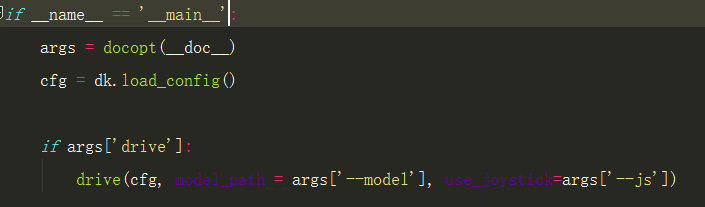 if __name__ == '__main__':
args = docopt(__doc__)
cfg = dk.load_config()
if args['drive']:
drive(cfg, model_path = args['--model'], use_joystick=args['--js'])